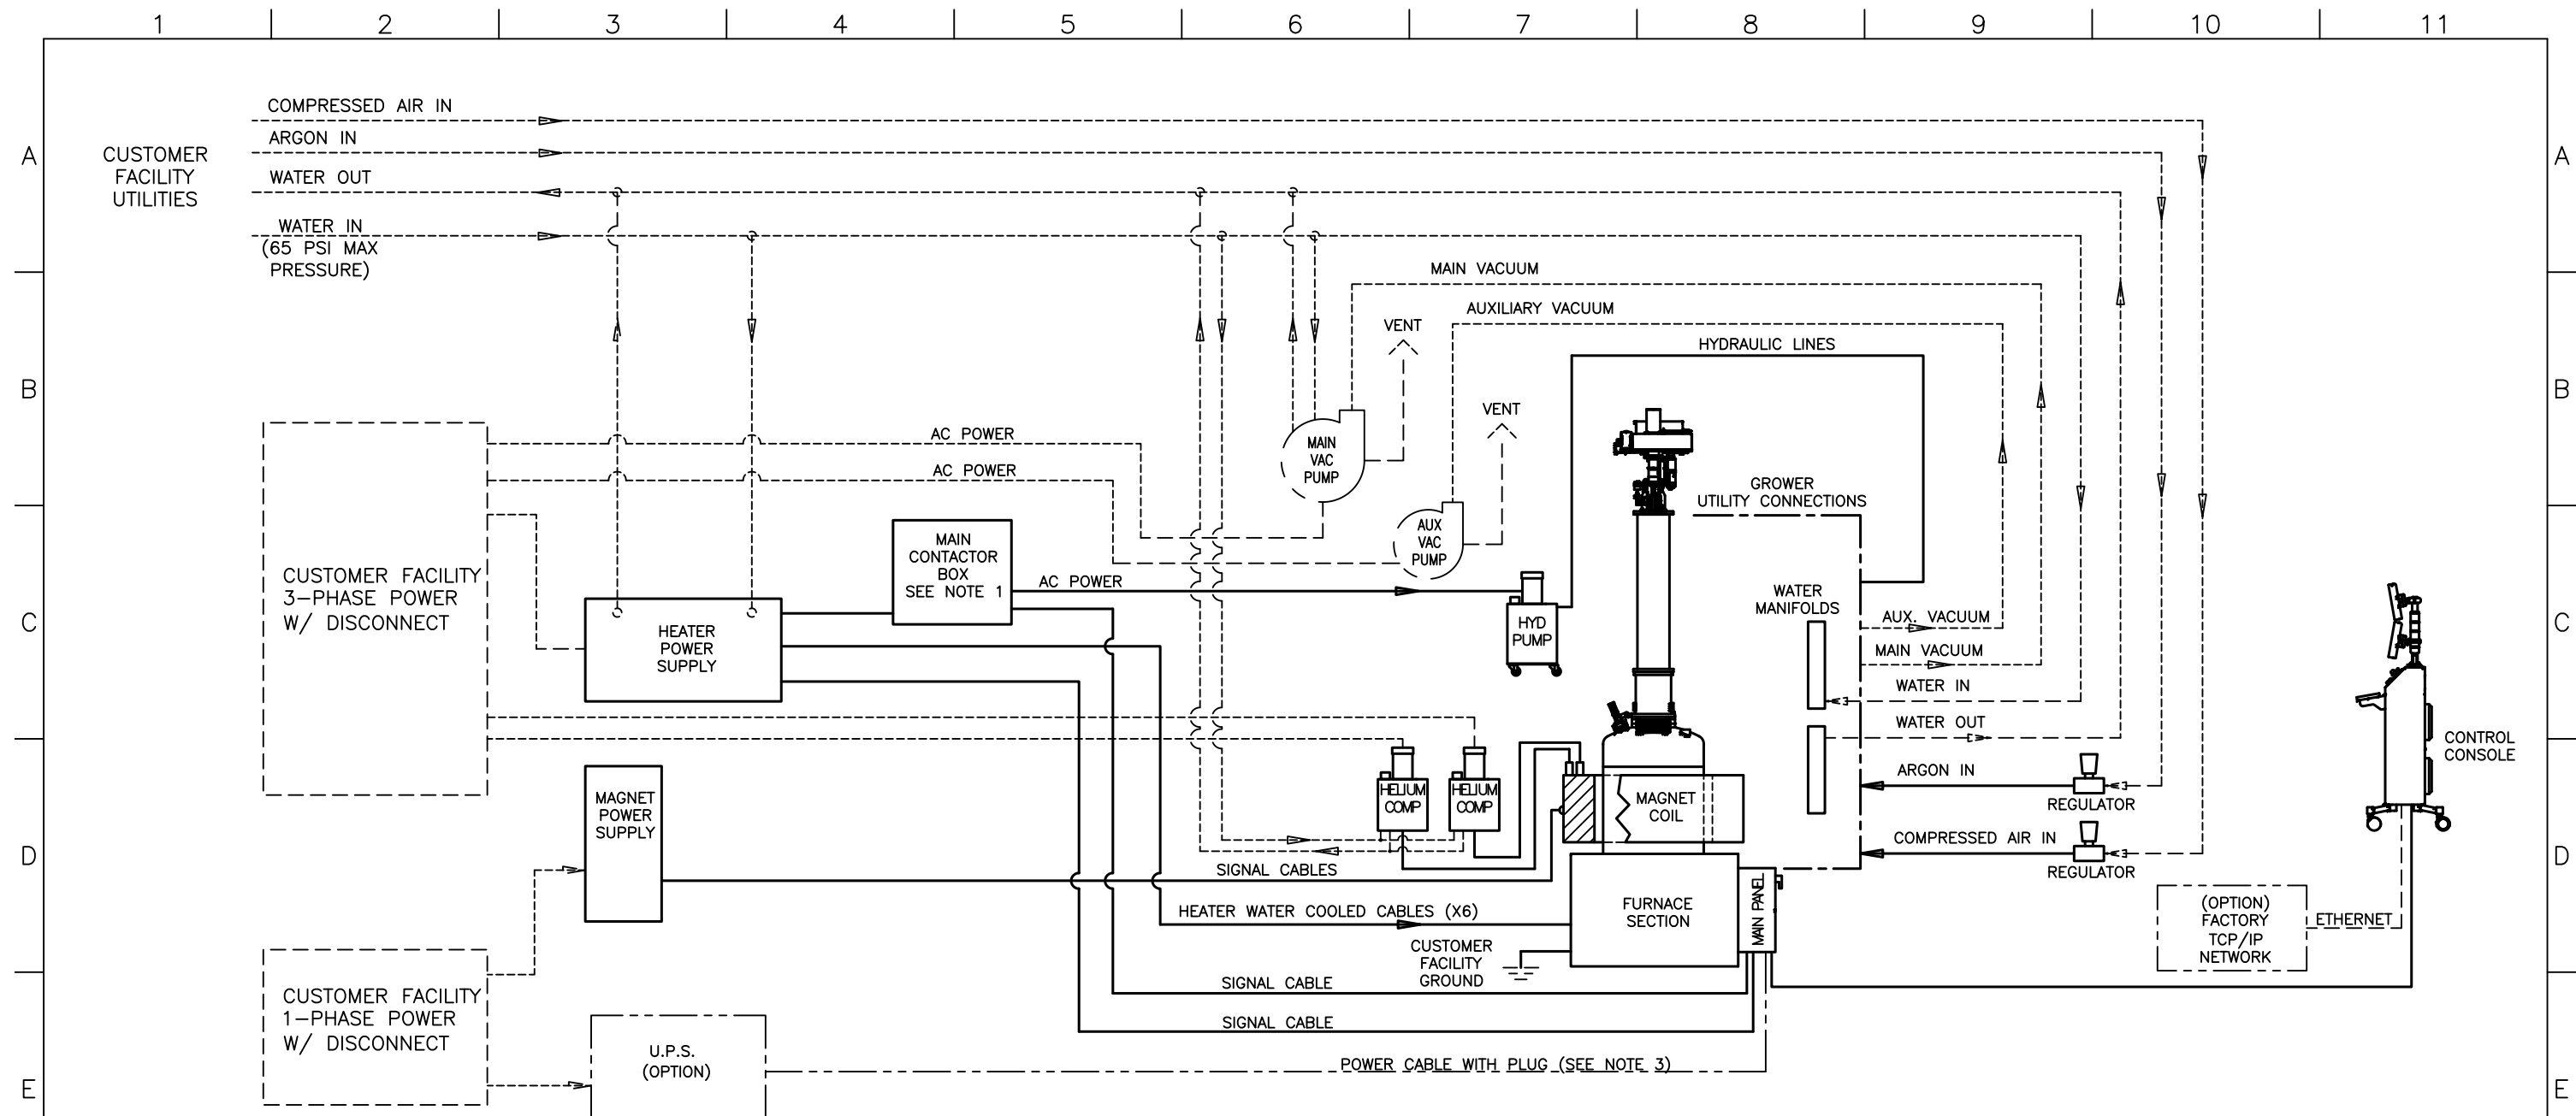 1 2 3 4 5 6 7 8 9 10 11
A
B
C
D
E
A
B
C
D
E
COMPRESSED AIR IN
ARGON IN
CUSTOMER
FACILITY
UTILITIES
WATER OUT
WATER IN
(65 PSI MAX
PRESSURE)
MAIN VACUUM
AUXILIARY VACUUM
VENT
HYDRAULIC LINES
VENT
AC POWER
AC POWER
MAIN
VAC
PUMP
AUX
VAC
PUMP
GROWER
UTILITY CONNECTIONS
CUSTOMER FACILITY
3-PHASE POWER
W/ DISCONNECT
MAIN
CONTACTOR
BOX
SEE NOTE 1
AC POWER
HEATER
POWER
SUPPLY
HYD
PUMP
WATER
MANIFOLDS
AUX. VACUUM
MAIN VACUUM
WATER IN
WATER OUT
ARGON IN
REGULATOR
COMPRESSED AIR IN
REGULATOR
CONTROL
CONSOLE
MAGNET
POWER
SUPPLY
HELIUM
COMP
HELIUM
COMP
MAGNET
COIL
SIGNAL CABLES
HEATER WATER COOLED CABLES (X6)
CUSTOMER
FACILITY
GROUND
FURNACE
SECTION
MAIN PANEL
(OPTION)
FACTORY
TCP/IP
NETWORK
ETHERNET
SIGNAL CABLE
SIGNAL CABLE
CUSTOMER FACILITY
1-PHASE POWER
W/ DISCONNECT
U.P.S.
(OPTION)
POWER CABLE WITH PLUG (SEE NOTE 3)